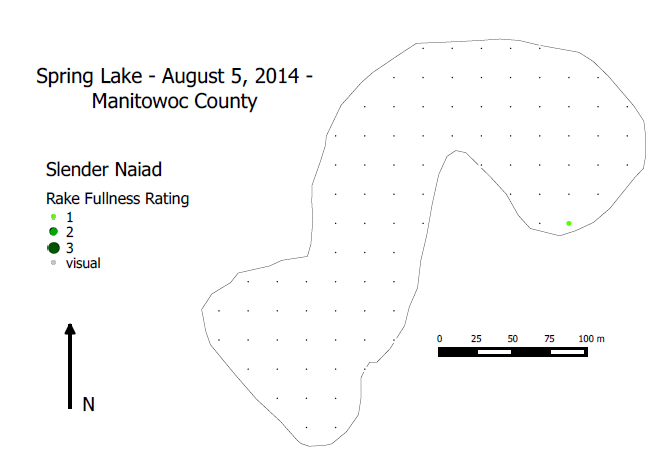 Spring Lake - August 5, 2014 -
Manitowoc County
Slender Naiad
Rake Fullness Rating
1
2
3
visual
N
0 25 50 75 100 m